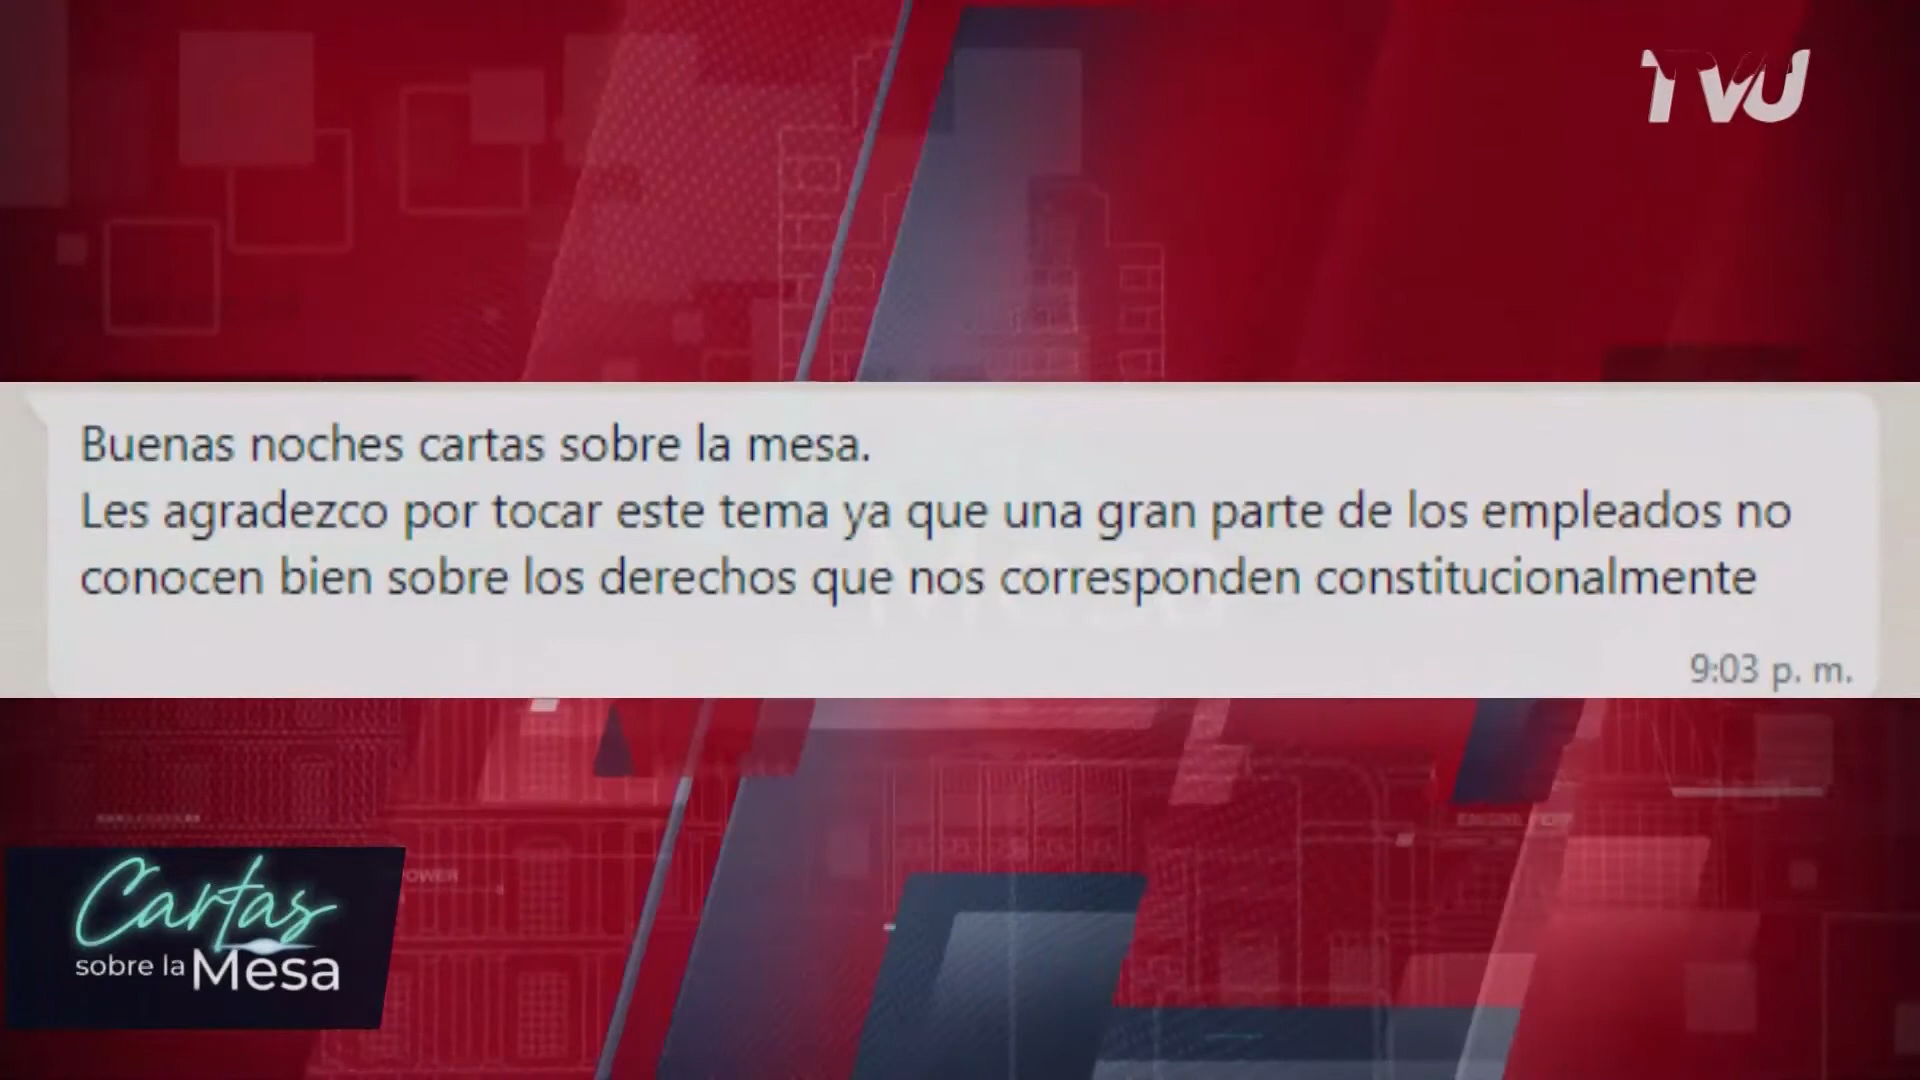 TVU
Buenas noches cartas sobre la mesa.
Les agradezco por tocar este tema ya que una gran parte de los empleados no
conocen bien sobre los derechos que nos corresponden constitucionalmente
9:03 p. m.
POWER
Cartas
sobre la Mesa